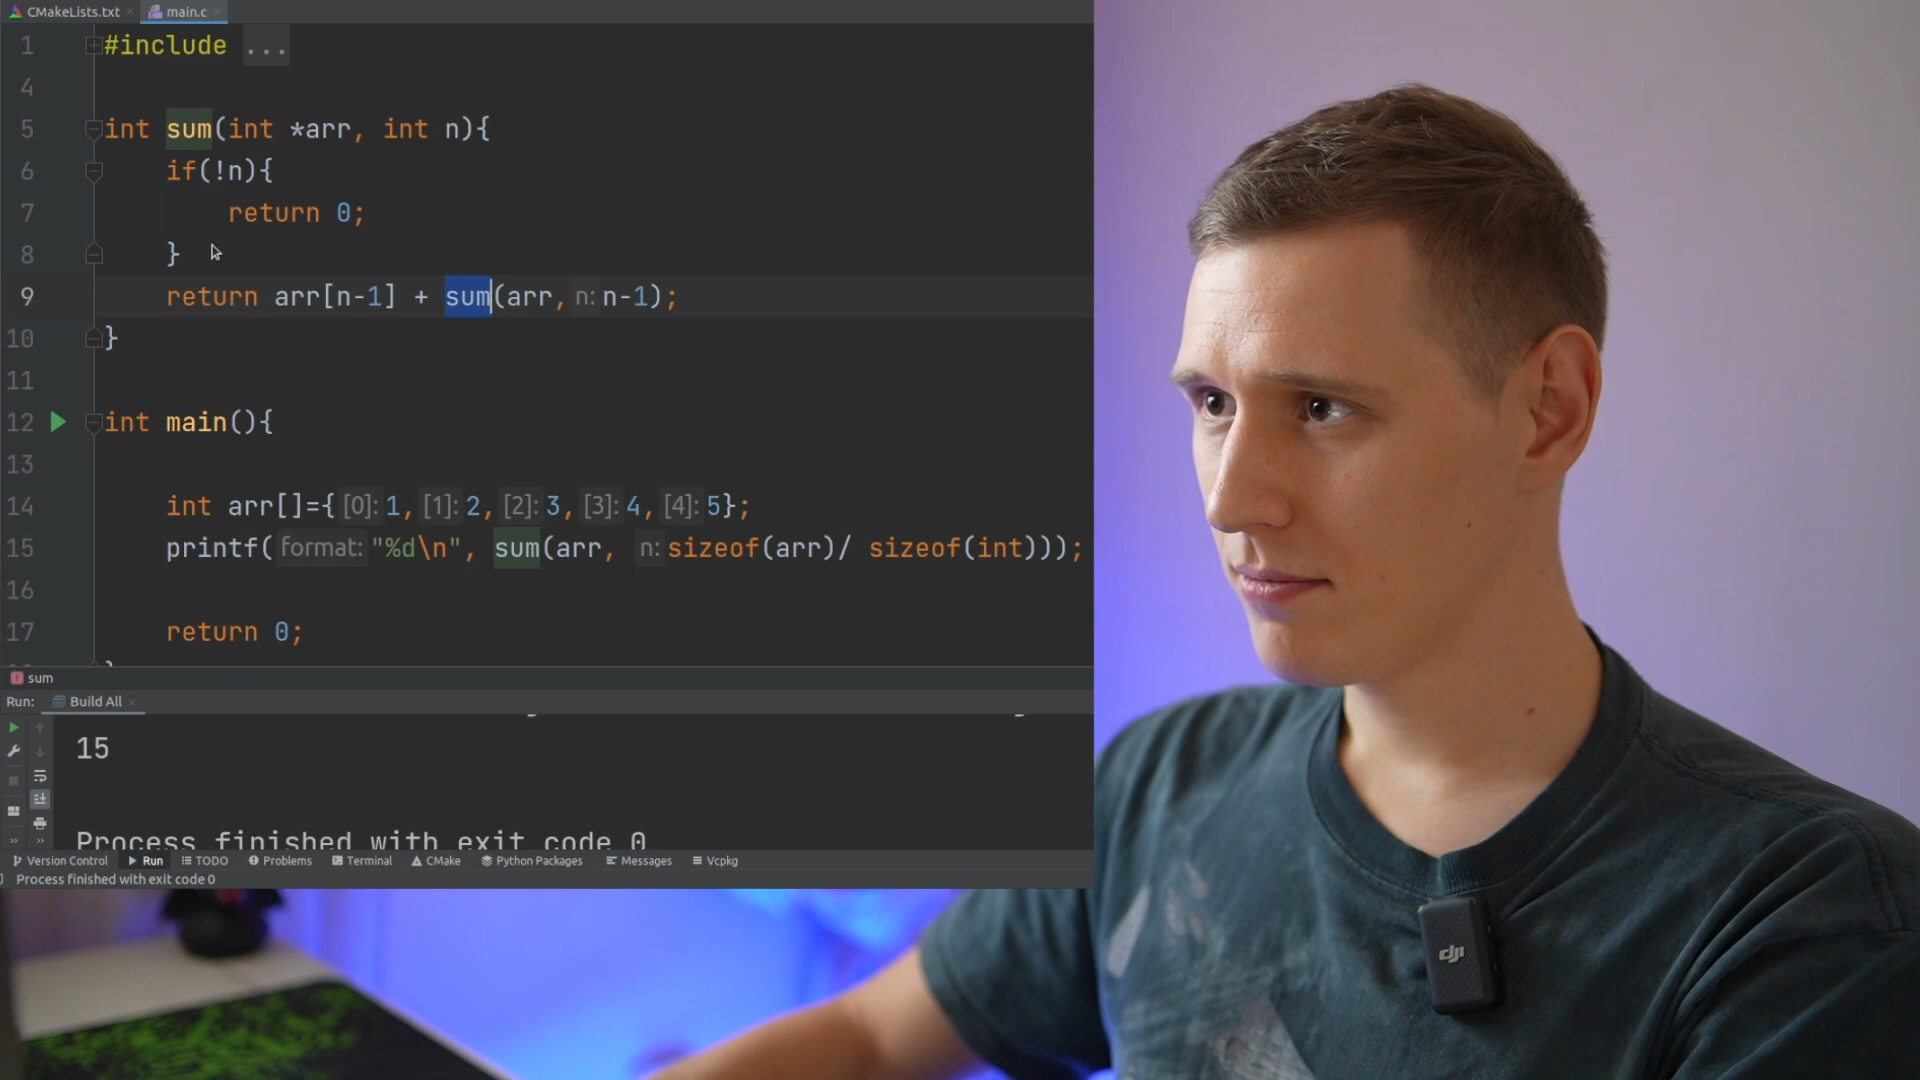 CMakeLists.txt
main.c
1 #include ...
4
5 int sum(int *arr, int n){
6 if(!n){
7 return 0;
8 }
9 return arr[n-1] + sum(arr, n: n-1);
10 }
11
12 int main(){
13
14 int arr[]={ [0]: 1, [1]: 2, [2]: 3, [3]: 4, [4]: 5};
15 printf( format: "%d\n", sum(arr, n: sizeof(arr)/ sizeof(int)));
16
17 return 0;
sum
Run: Build All
15
Process finished with exit code 0
Version Control Run TODO Problems Terminal CMake Python Packages Messages Vcpkg
Process finished with exit code 0
dji